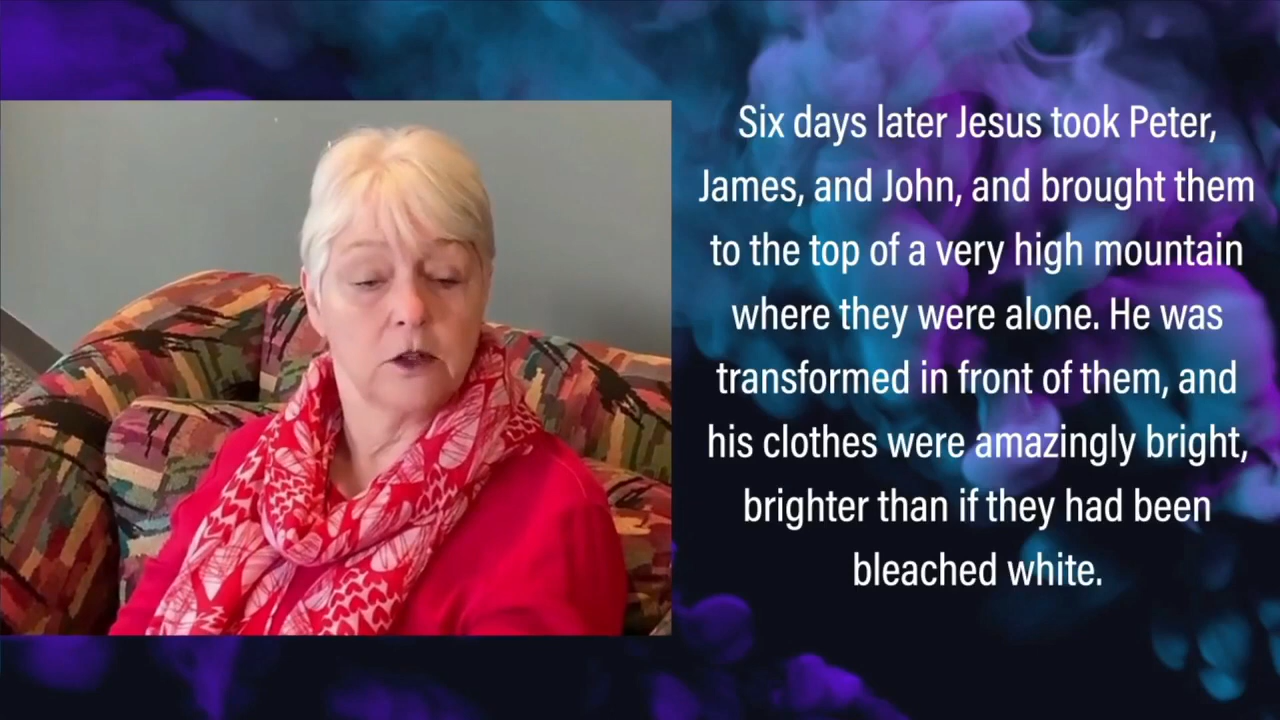 Six days later Jesus took Peter,
James, and John, and brought them
to the top of a very high mountain
where they were alone. He was
transformed in front of them, and
his clothes were amazingly bright,
brighter than if they had been
bleached white.